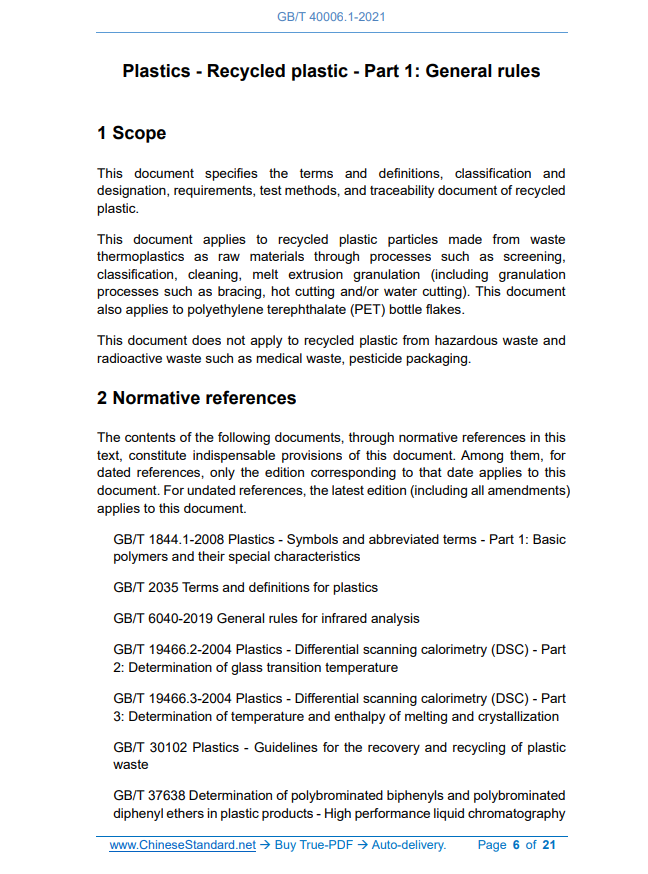 GB/T 40006.1-2021
Plastics - Recycled plastic - Part 1: General rules
1 Scope
This document specifies the terms and definitions, classification and
designation, requirements, test methods, and traceability document of recycled
plastic.
This document applies to recycled plastic particles made from waste
thermoplastics as raw materials through processes such as screening,
classification, cleaning, melt extrusion granulation (including granulation
processes such as bracing, hot cutting and/or water cutting). This document
also applies to polyethylene terephthalate (PET) bottle flakes.
This document does not apply to recycled plastic from hazardous waste and
radioactive waste such as medical waste, pesticide packaging.
2 Normative references
The contents of the following documents, through normative references in this
text, constitute indispensable provisions of this document. Among them, for
dated references, only the edition corresponding to that date applies to this
document. For undated references, the latest edition (including all amendments)
applies to this document.
GB/T 1844.1-2008 Plastics - Symbols and abbreviated terms - Part 1: Basic
polymers and their special characteristics
GB/T 2035 Terms and definitions for plastics
GB/T 6040-2019 General rules for infrared analysis
GB/T 19466.2-2004 Plastics - Differential scanning calorimetry (DSC) - Part
2: Determination of glass transition temperature
GB/T 19466.3-2004 Plastics - Differential scanning calorimetry (DSC) - Part
3: Determination of temperature and enthalpy of melting and crystallization
GB/T 30102 Plastics - Guidelines for the recovery and recycling of plastic
waste
GB/T 37638 Determination of polybrominated biphenyls and polybrominated
diphenyl ethers in plastic products - High performance liquid chromatography
www.ChineseStandard.net → Buy True-PDF → Auto-delivery. Page 6 of 21